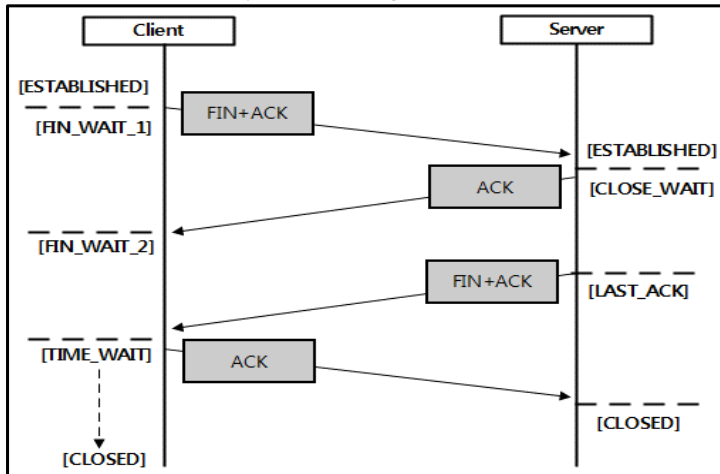 Client
Server
[ESTABLISHED]
FIN+ACK
[FIN_WAIT_1]
[ESTABLISHED]
ACK
[CLOSE_WAIT]
[FIN_WAIT_2]
FIN+ACK
[LAST_ACK]
[TIME_WAIT]
ACK
[CLOSED]
[CLOSED]